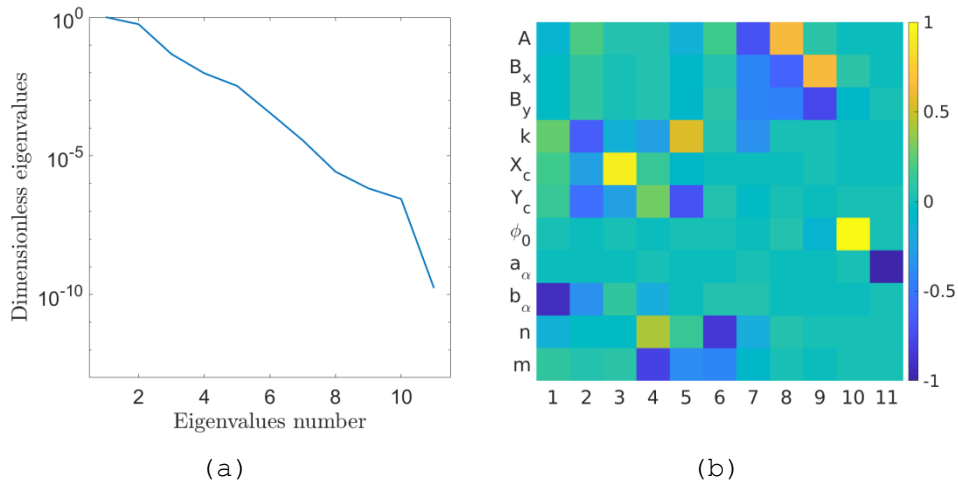 Dimensionless eigenvalues
10^0
10^-5
10^-10
2 4 6 8 10
Eigenvalues number
(a)
A
B_x
B_y
k
X_c
Y_c
ϕ_0
a_α
b_α
n
m
1 2 3 4 5 6 7 8 9 10 11
1
0.5
0
-0.5
-1
(b)